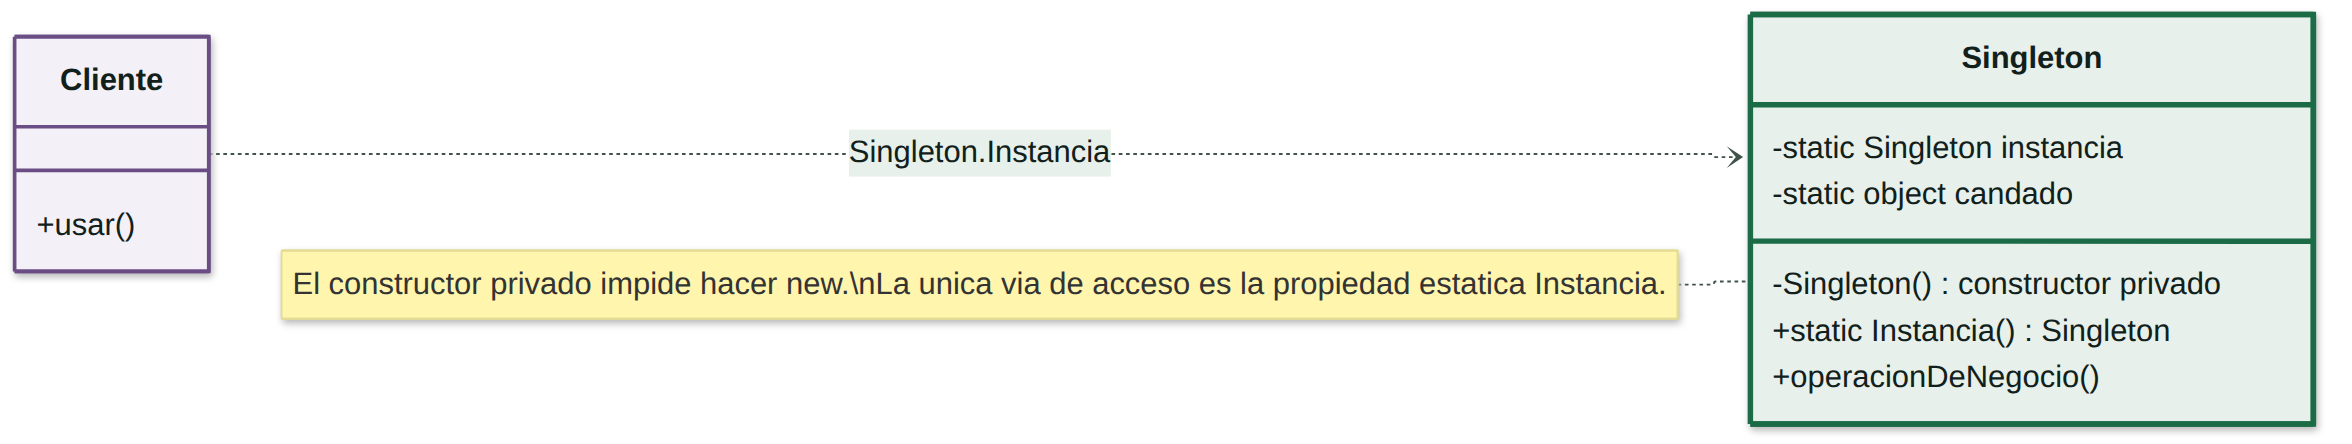 Cliente
+usar()
Singleton.Instancia
El constructor privado impide hacer new.\nLa unica via de acceso es la propiedad estatica Instancia.
Singleton
-static Singleton instancia
-static object candado
-Singleton() : constructor privado
+static Instancia() : Singleton
+operacionDeNegocio()